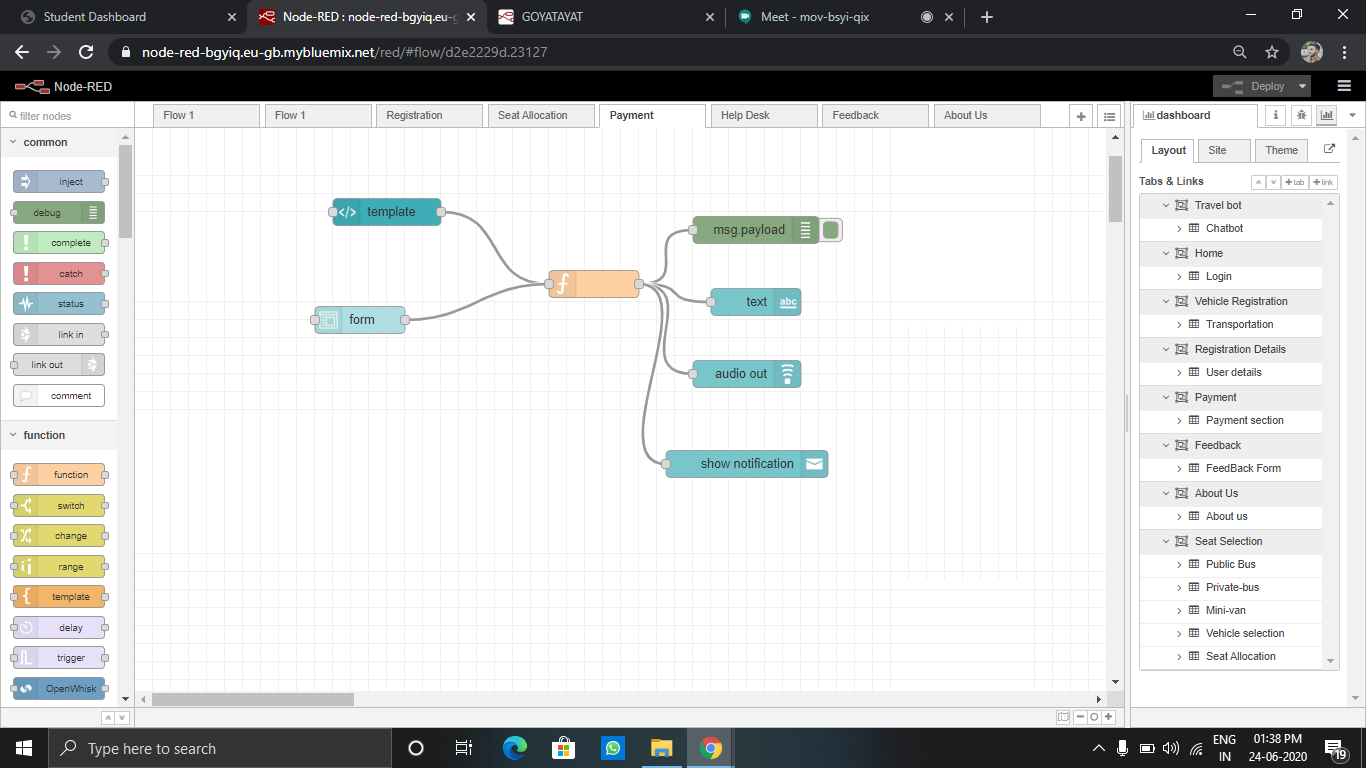 Student Dashboard
Node-RED : node-red-bgyiq.eu-g
GOYATAYAT
Meet - mov-bsyi-qix
node-red-bgyiq.eu-gb.mybluemix.net/red/#flow/d2e2229d.23127
Node-RED
Deploy
filter nodes
Flow 1
Flow 1
Registration
Seat Allocation
Payment
Help Desk
Feedback
About Us
dashboard
common
inject
debug
complete
catch
status
link in
link out
comment
function
function
switch
change
range
template
delay
trigger
OpenWhisk
template
form
msg.payload
text
abc
audio out
show notification
Layout
Site
Theme
Tabs & Links
+tab
+link
Travel bot
Chatbot
Home
Login
Vehicle Registration
Transportation
Registration Details
User details
Payment
Payment section
Feedback
FeedBack Form
About Us
About us
Seat Selection
Public Bus
Private-bus
Mini-van
Vehicle selection
Seat Allocation
Type here to search
ENG
IN
01:38 PM
24-06-2020
19